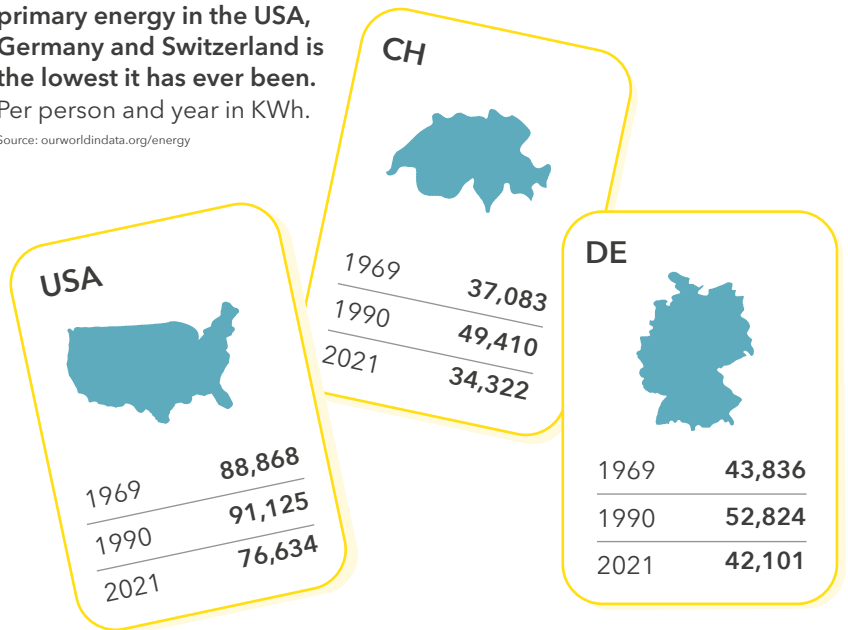 primary energy in the USA,
Germany and Switzerland is
the lowest it has ever been.
Per person and year in KWh.
Source: ourworldindata.org/energy
CH
1969 37,083
1990 49,410
2021 34,322
USA
1969 88,868
1990 91,125
2021 76,634
DE
1969 43,836
1990 52,824
2021 42,101